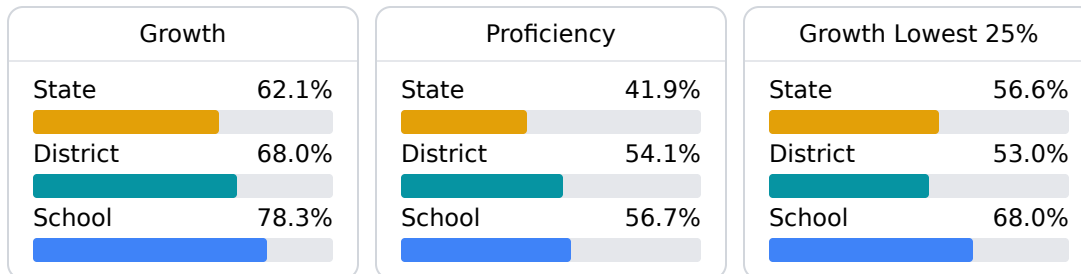 Growth
State 62.1%
District 68.0%
School 78.3%
Proficiency
State 41.9%
District 54.1%
School 56.7%
Growth Lowest 25%
State 56.6%
District 53.0%
School 68.0%